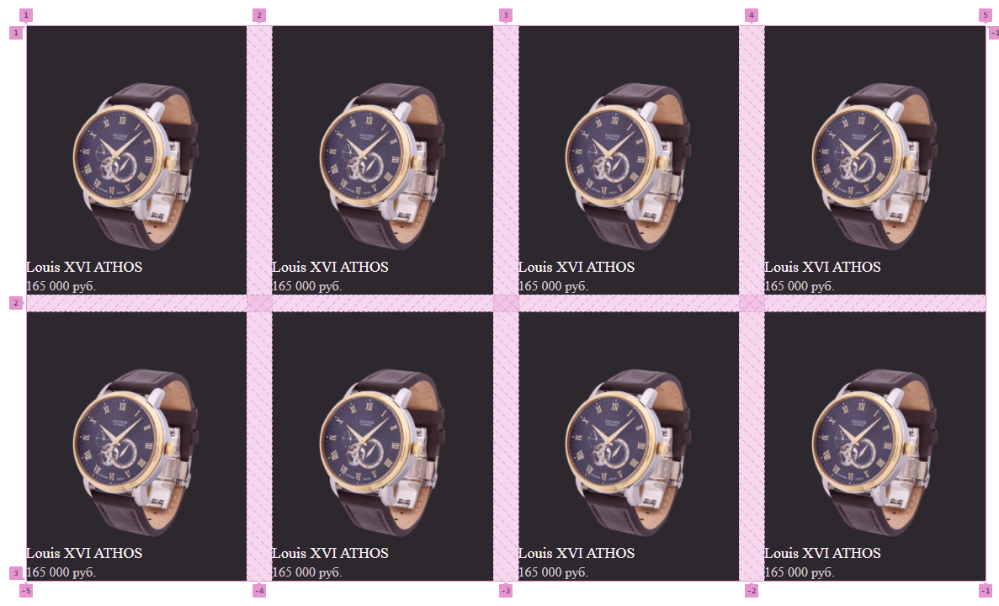 1 2 3 4 5
1 -1
Louis XVI ATHOS Louis XVI ATHOS Louis XVI ATHOS Louis XVI ATHOS
165 000 руб. 165 000 руб. 165 000 руб. 165 000 руб.
2
Louis XVI ATHOS Louis XVI ATHOS Louis XVI ATHOS Louis XVI ATHOS
165 000 руб. 165 000 руб. 165 000 руб. 165 000 руб.
3
-5 -4 -3 -2 -1